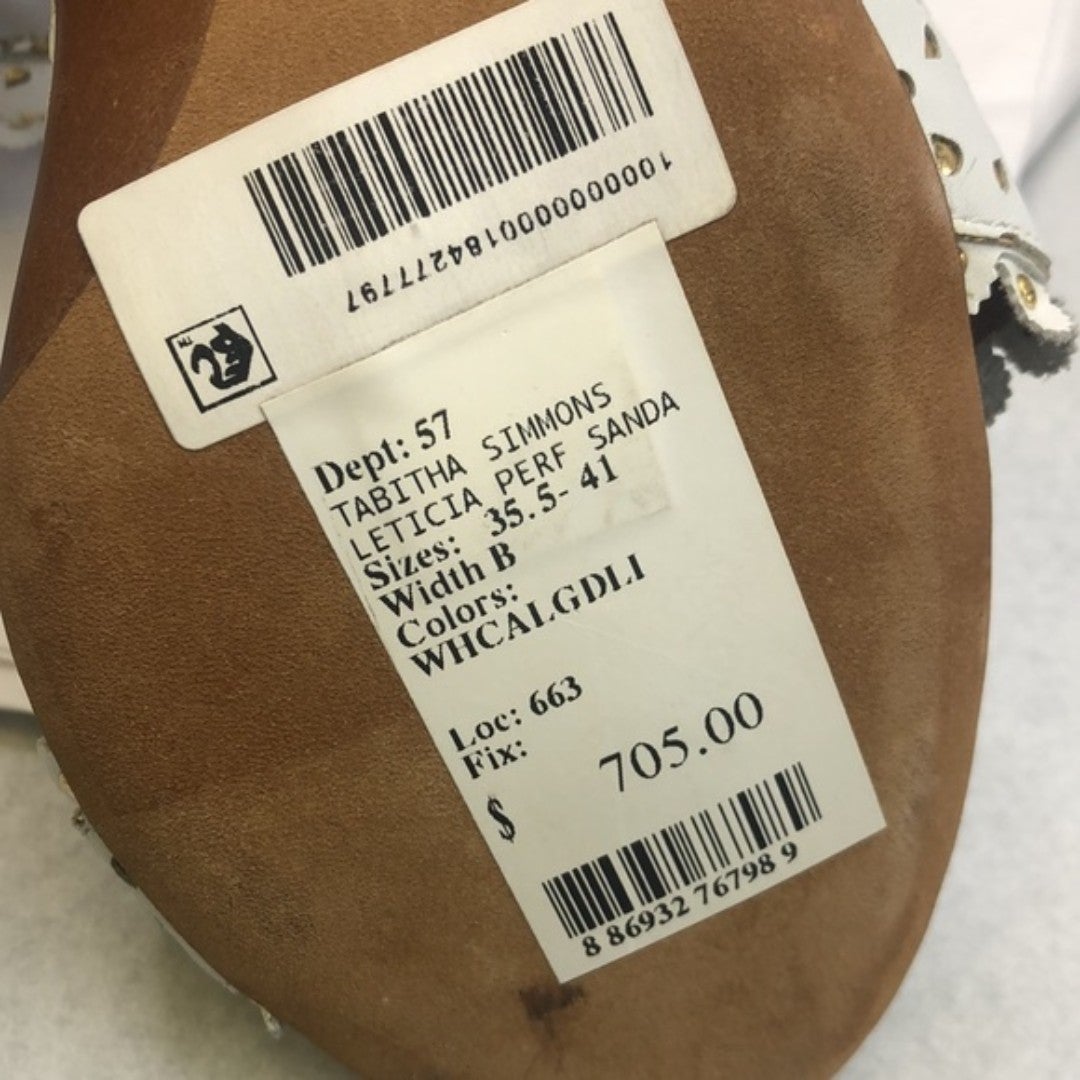 Dept: 57
TABITHA SIMMONS
LETICIA PERF SANDA
Sizes: 35.5- 41
Width B
Colors:
WHCALGDLI
Loc: 663
Fix:
$ 705.00
8 86932 76798 9